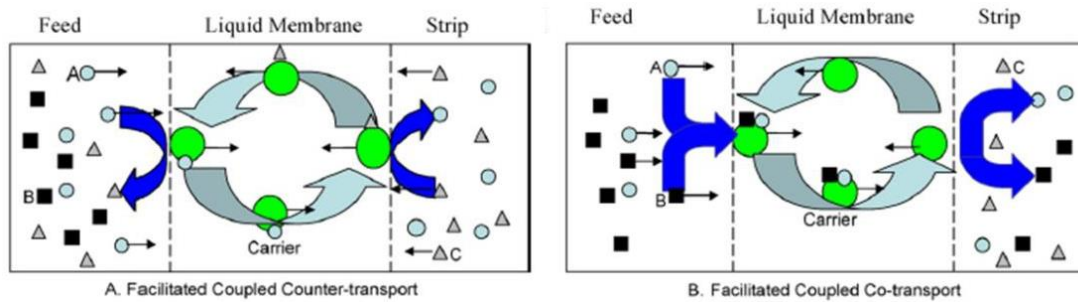 Feed Liquid Membrane Strip
A
B
C
Carrier
A. Facilitated Coupled Counter-transport
Feed Liquid Membrane Strip
A
C
B
Carrier
B. Facilitated Coupled Co-transport